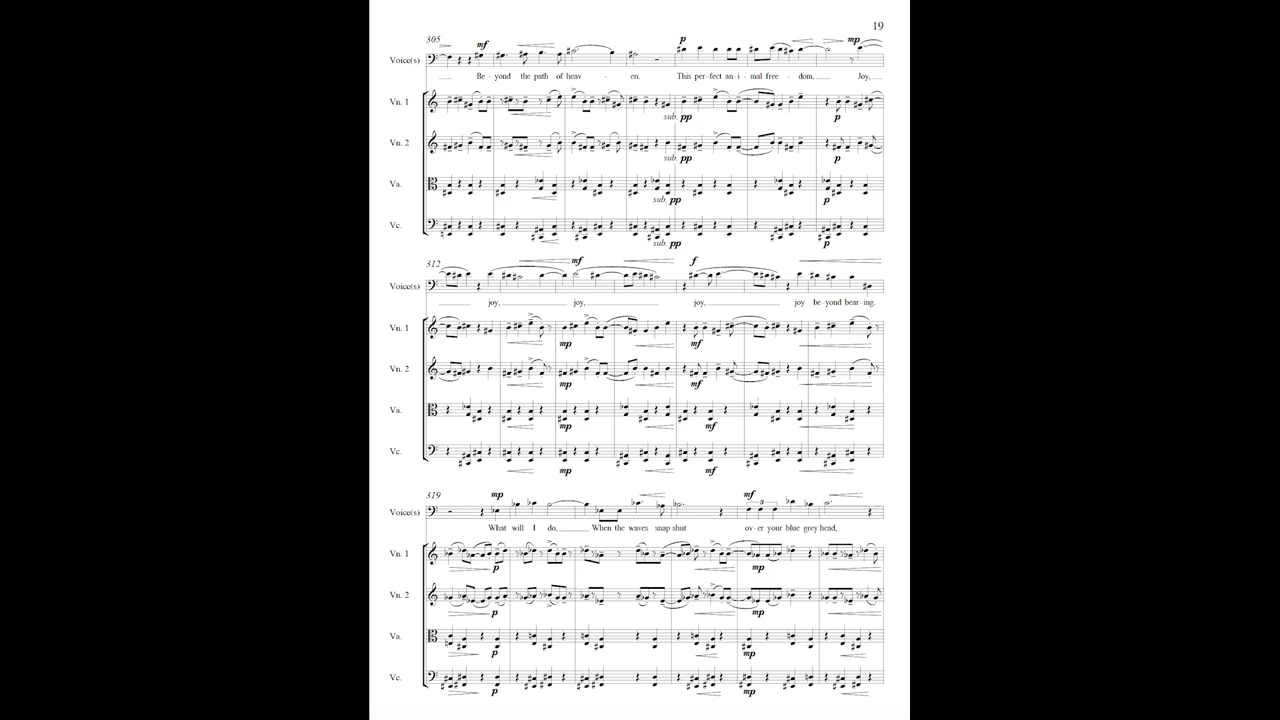 19
305
mf
Voice(s)
Be - yond the path of heav - en. This per-fect an-i-mal free-dom, Joy,
p
mp
Vn. 1
sub. pp
p
Vn. 2
sub. pp
p
Va.
sub. pp
p
Vc.
sub. pp
p
312
mf
f
Voice(s)
joy, joy, joy, joy be-yond bear-ing.
Vn. 1
mp
mf
Vn. 2
mp
mf
Va.
mp
mf
Vc.
mp
mf
319
mp
mf
3
Voice(s)
What will I do, When the waves snap shut ov-er your blue grey head,
Vn. 1
p
mp
Vn. 2
p
mp
Va.
p
mp
Vc.
p
mp